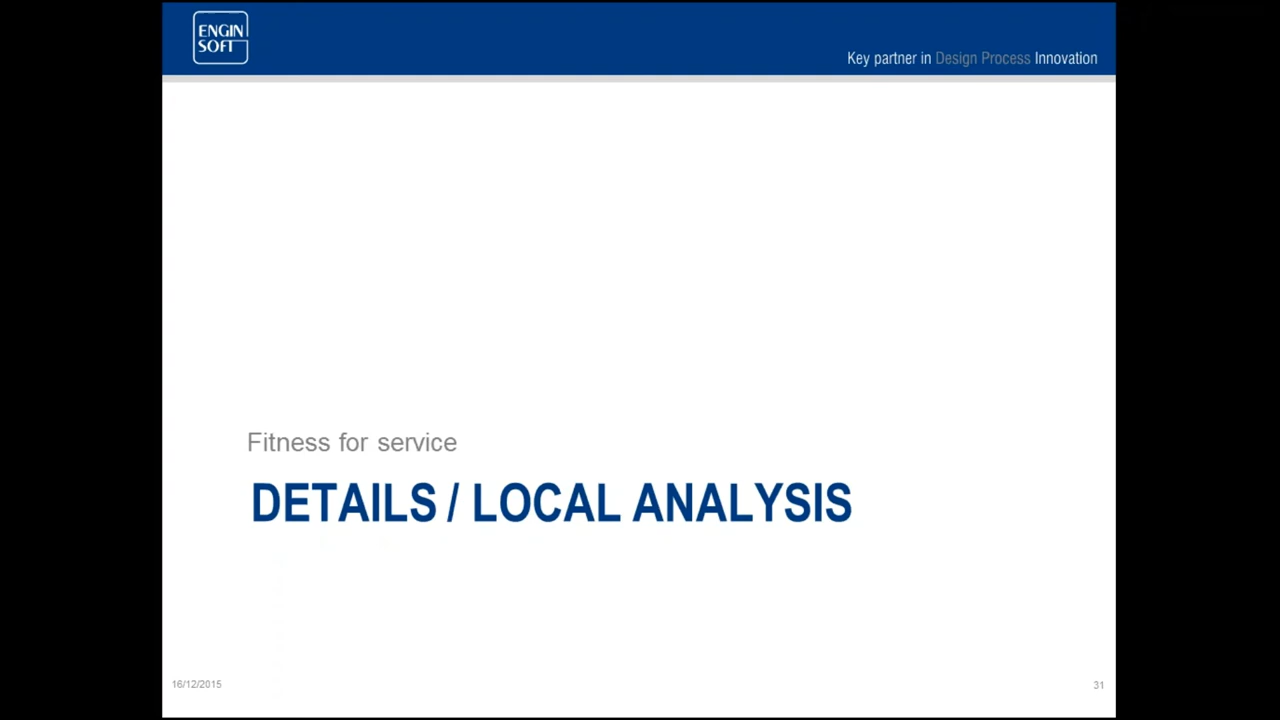 ENGIN
SOFT
Key partner in Design Process Innovation
Fitness for service
DETAILS / LOCAL ANALYSIS
16/12/2015
31